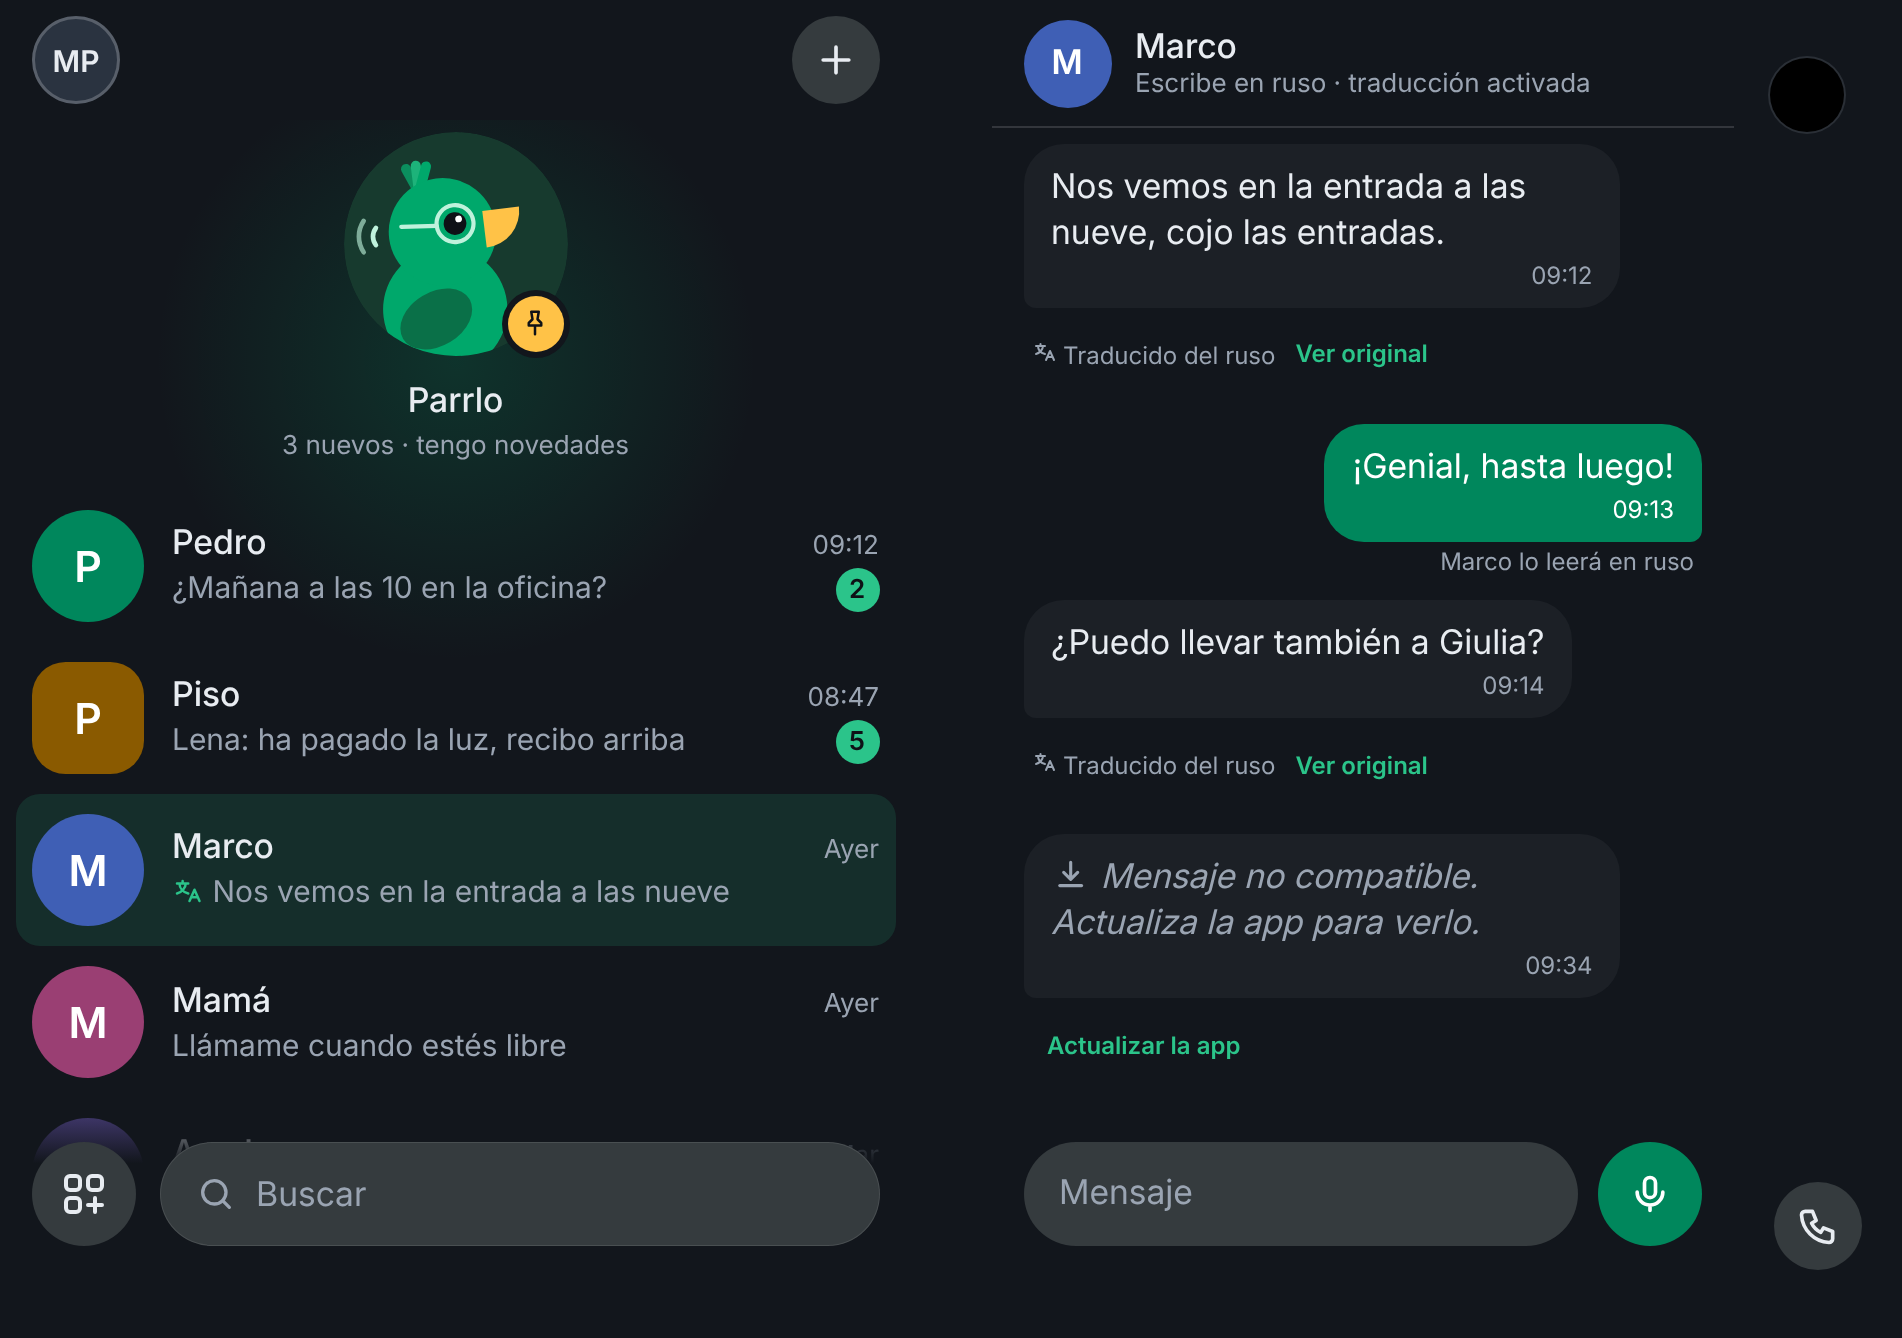 MP
Parrlo
3 nuevos · tengo novedades
P
Pedro
09:12
¿Mañana a las 10 en la oficina?
2
P
Piso
08:47
Lena: ha pagado la luz, recibo arriba
5
M
Marco
Ayer
Nos vemos en la entrada a las nueve
M
Mamá
Ayer
Llámame cuando estés libre
Buscar
M
Marco
Escribe en ruso · traducción activada
Nos vemos en la entrada a las
nueve, cojo las entradas.
09:12
Traducido del ruso Ver original
¡Genial, hasta luego!
09:13
Marco lo leerá en ruso
¿Puedo llevar también a Giulia?
09:14
Traducido del ruso Ver original
Mensaje no compatible.
Actualiza la app para verlo.
09:34
Actualizar la app
Mensaje